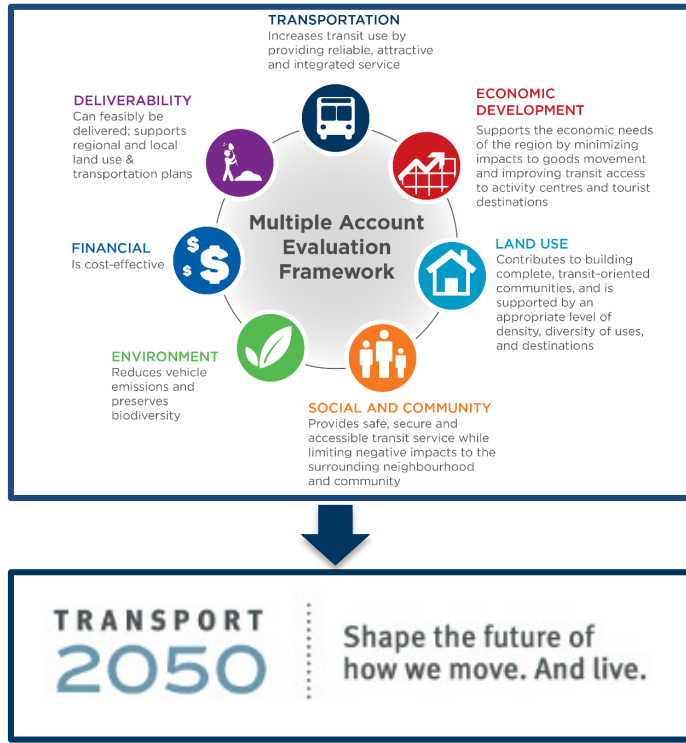 TRANSPORTATION
Increases transit use by
providing reliable, attractive
and integrated service
ECONOMIC
DEVELOPMENT
Supports the economic needs
of the region by minimizing
impacts to goods movement
and improving transit access
to activity centres and tourist
destinations
LAND USE
Contributes to building
complete, transit-oriented
communities, and is
supported by an
appropriate level of
density, diversity of uses,
and destinations
SOCIAL AND COMMUNITY
Provides safe, secure and
accessible transit service while
limiting negative impacts to the
surrounding neighbourhood
and community
ENVIRONMENT
Reduces vehicle
emissions and
preserves
biodiversity
FINANCIAL
Is cost-effective
DELIVERABILITY
Can feasibly be
delivered; supports
regional and local
land use &
transportation plans
Multiple Account
Evaluation
Framework
$
$
$
TRANSPORT
2050
Shape the future of
how we move. And live.